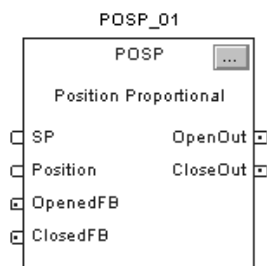 POSP_01
POSP ...
Position Proportional
SP OpenOut
Position CloseOut
OpenedFB
ClosedFB